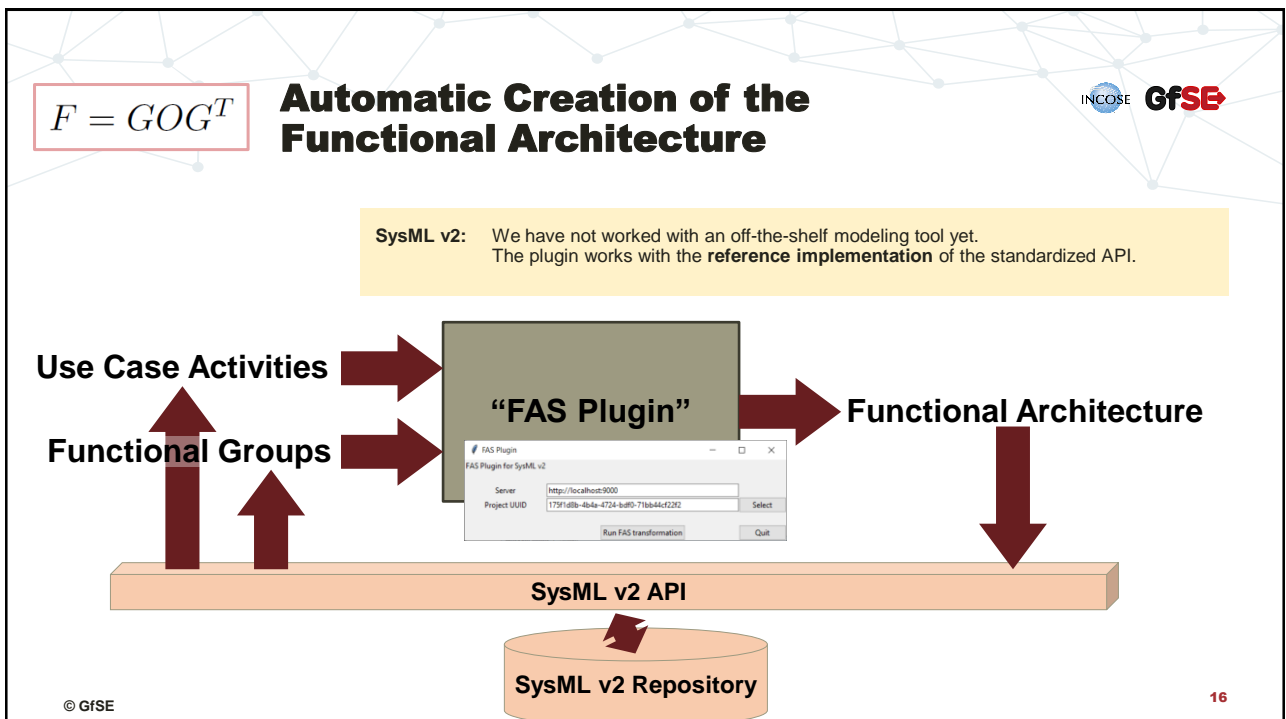 F = GOG^T
Automatic Creation of the
Functional Architecture
INCOSE GfSE
SysML v2: We have not worked with an off-the-shelf modeling tool yet.
The plugin works with the reference implementation of the standardized API.
Use Case Activities
Functional Groups
“FAS Plugin”
Functional Architecture
FAS Plugin
FAS Plugin for SysML v2
Server http://localhost:9000
Project UUID 175f1d8b-4b4a-4724-bdf0-71bb44cf22f2 Select
Run FAS transformation Quit
SysML v2 API
SysML v2 Repository
© GfSE
16